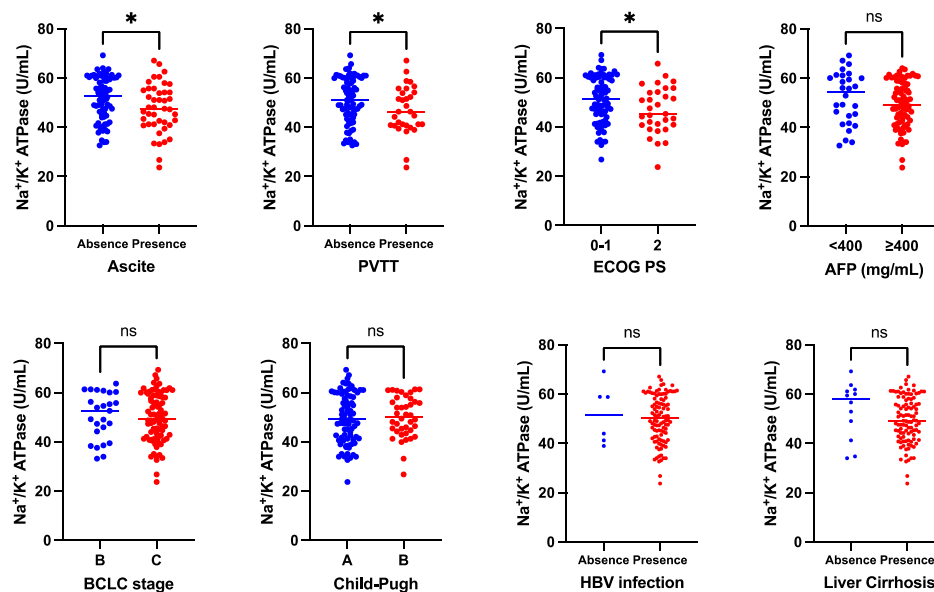 Na⁺/K⁺ ATPase (U/mL)
80
60
40
20
0
*
Absence Presence
Ascite
Na⁺/K⁺ ATPase (U/mL)
80
60
40
20
0
*
Absence Presence
PVTT
Na⁺/K⁺ ATPase (U/mL)
80
60
40
20
0
*
0-1 2
ECOG PS
Na⁺/K⁺ ATPase (U/mL)
80
60
40
20
0
ns
<400 ≥400
AFP (mg/mL)
Na⁺/K⁺ ATPase (U/mL)
80
60
40
20
0
ns
B C
BCLC stage
Na⁺/K⁺ ATPase (U/mL)
80
60
40
20
0
ns
A B
Child-Pugh
Na⁺/K⁺ ATPase (U/mL)
80
60
40
20
0
ns
Absence Presence
HBV infection
Na⁺/K⁺ ATPase (U/mL)
80
60
40
20
0
ns
Absence Presence
Liver Cirrhosis